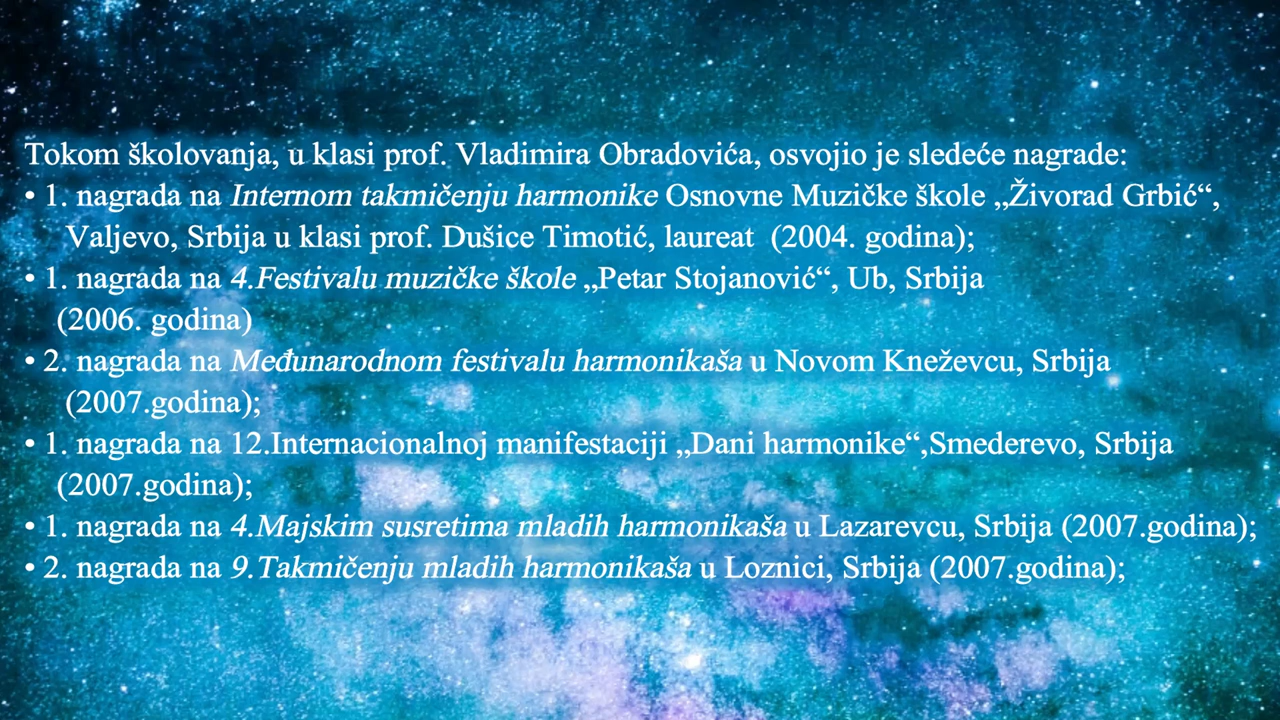 Tokom školovanja, u klasi prof. Vladimira Obradovića, osvojio je sledeće nagrade:
• 1. nagrada na Internom takmičenju harmonike Osnovne Muzičke škole „Živorad Grbić“,
Valjevo, Srbija u klasi prof. Dušice Timotić, laureat (2004. godina);
• 1. nagrada na 4.Festivalu muzičke škole „Petar Stojanović“, Ub, Srbija
(2006. godina)
• 2. nagrada na Međunarodnom festivalu harmonikaša u Novom Kneževcu, Srbija
(2007.godina);
• 1. nagrada na 12.Internacionalnoj manifestaciji „Dani harmonike“,Smederevo, Srbija
(2007.godina);
• 1. nagrada na 4.Majskim susretima mladih harmonikaša u Lazarevcu, Srbija (2007.godina);
• 2. nagrada na 9.Takmičenju mladih harmonikaša u Loznici, Srbija (2007.godina);